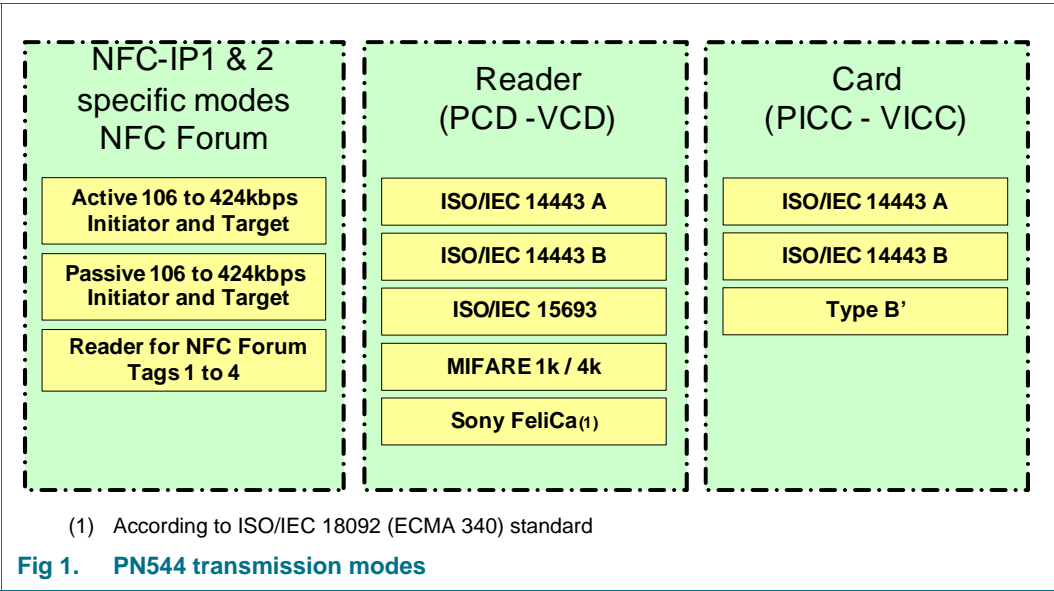 NFC-IP1 & 2
specific modes
NFC Forum
Active 106 to 424kbps
Initiator and Target
Passive 106 to 424kbps
Initiator and Target
Reader for NFC Forum
Tags 1 to 4
Reader
(PCD -VCD)
ISO/IEC 14443 A
ISO/IEC 14443 B
ISO/IEC 15693
MIFARE 1k / 4k
Sony FeliCa(1)
Card
(PICC - VICC)
ISO/IEC 14443 A
ISO/IEC 14443 B
Type B’
(1) According to ISO/IEC 18092 (ECMA 340) standard
Fig 1. PN544 transmission modes